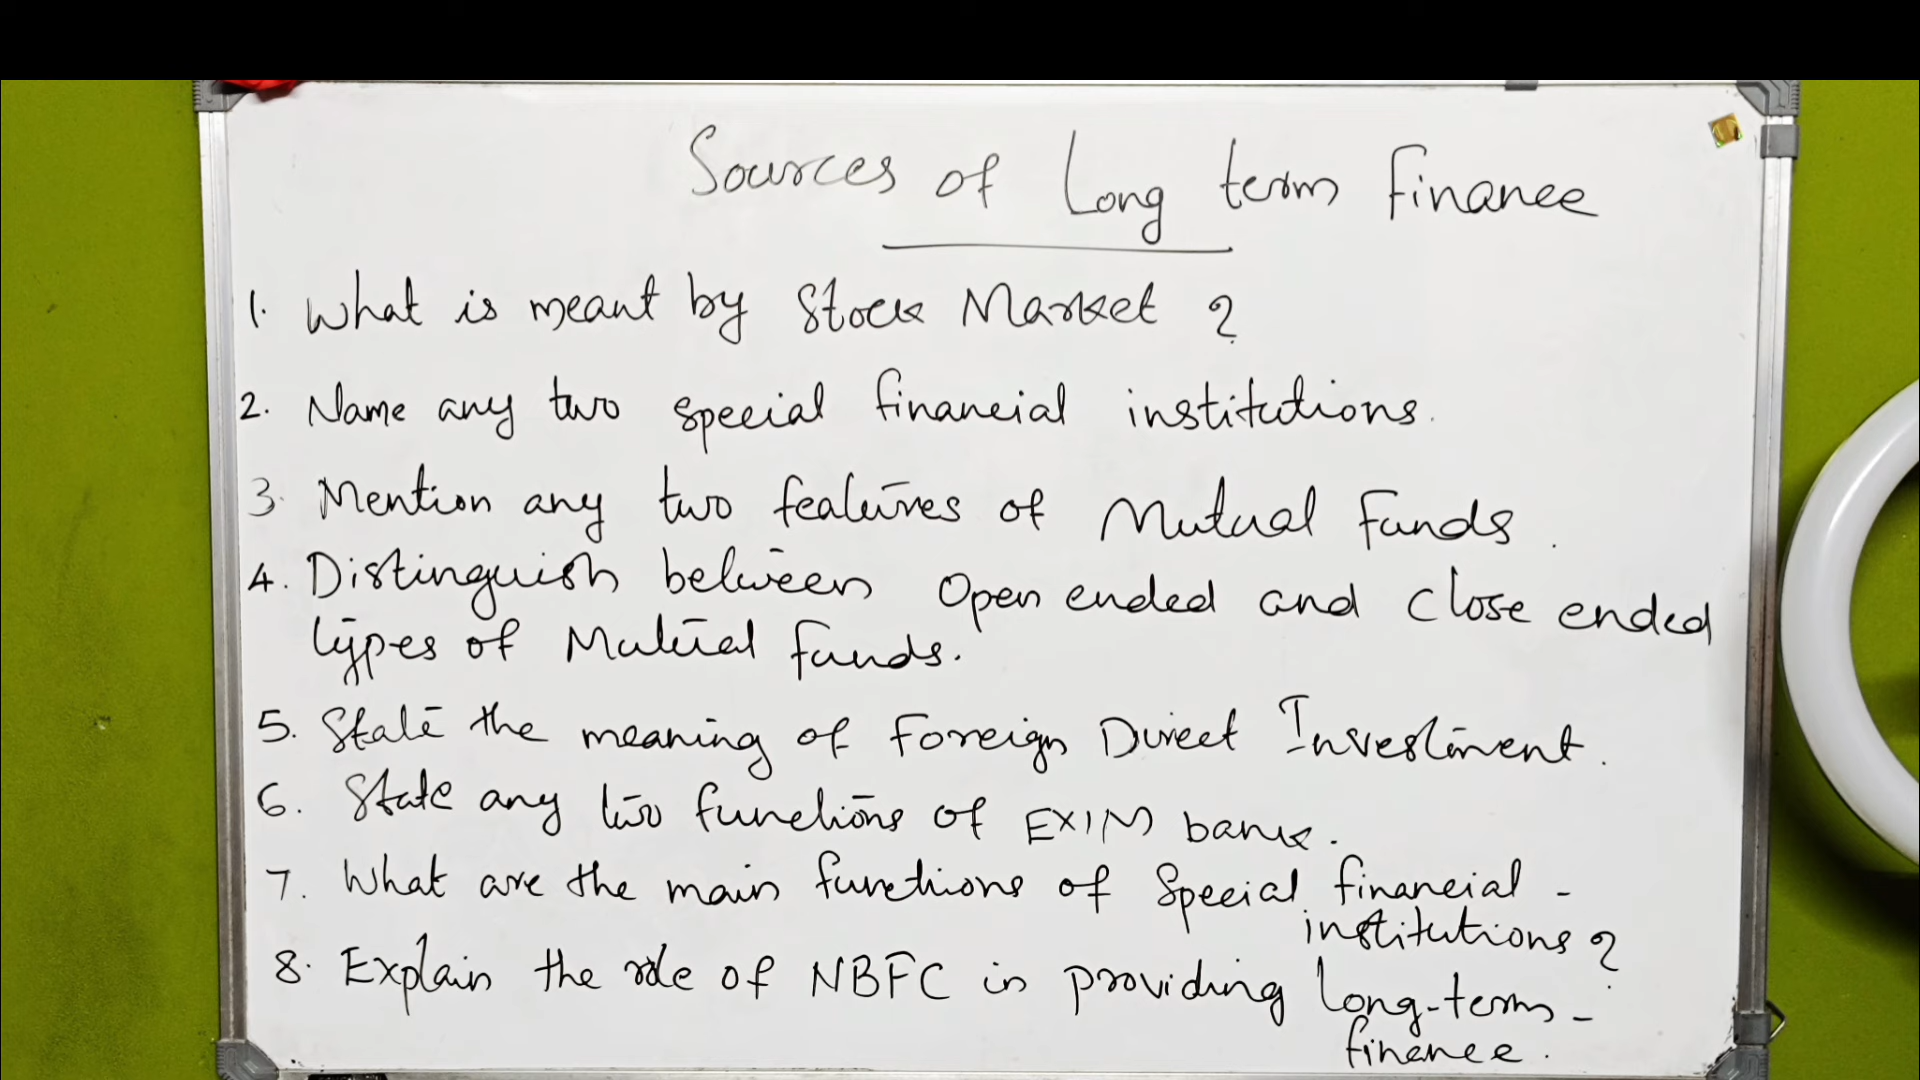 Sources of Long term finance
1. What is meant by Stock Market ?
2. Name any two special financial institutions.
3. Mention any two features of Mutual Funds.
4. Distinguish between Open ended and Close ended
types of Mutual funds.
5. State the meaning of Foreign Direct Investment.
6. State any two functions of EXIM bank.
7. What are the main functions of Special financial -
institutions ?
8. Explain the role of NBFC in providing long-term -
finance.